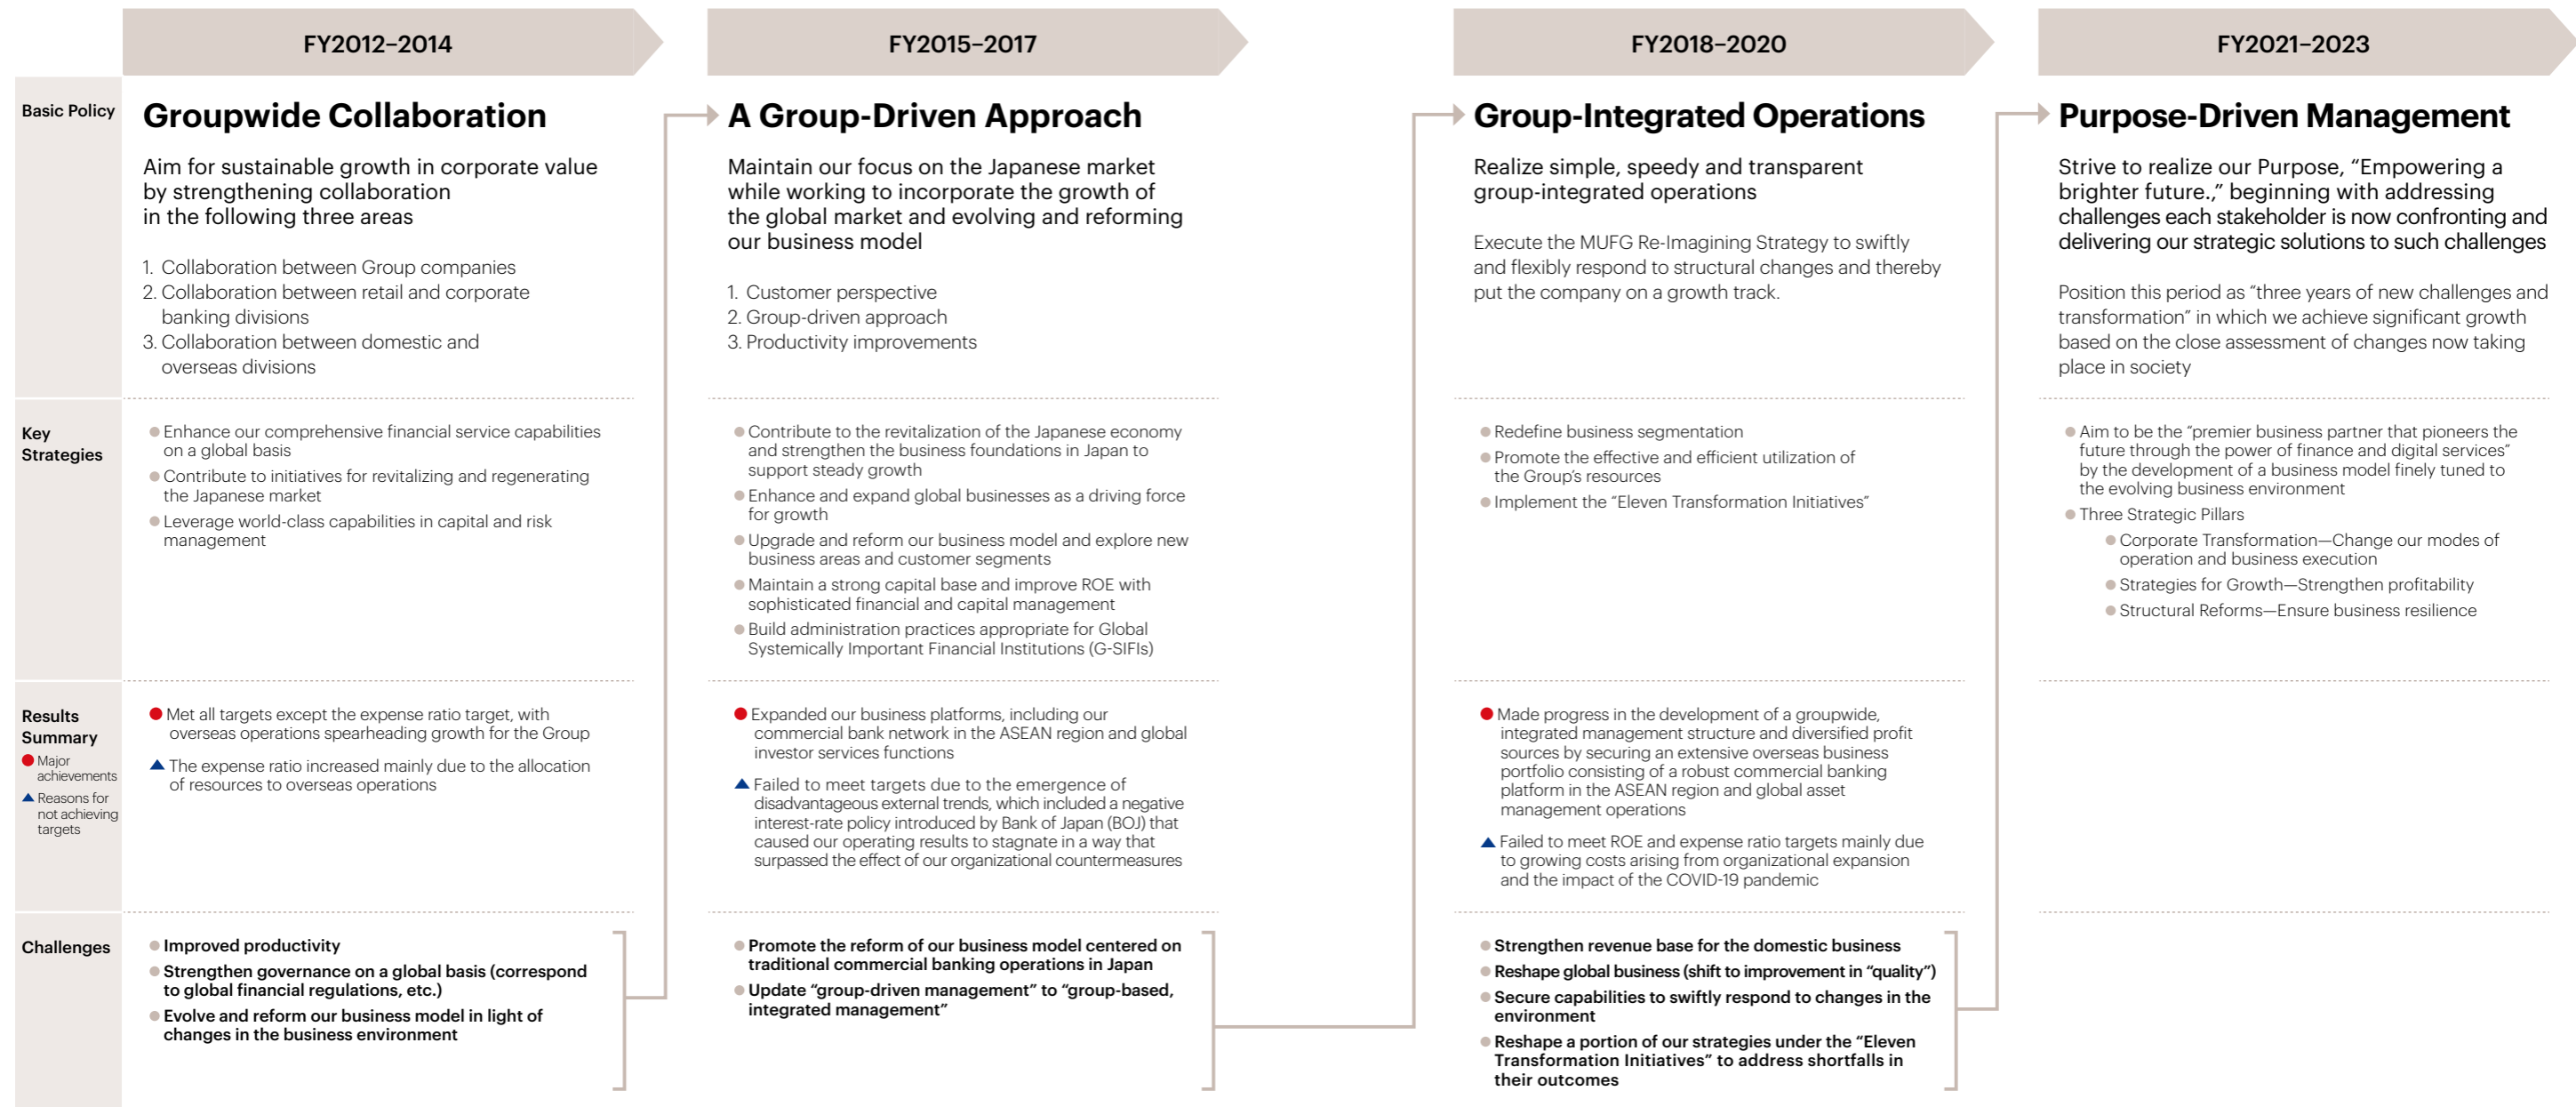 FY2012–2014
FY2015–2017
FY2018–2020
FY2021–2023
Basic Policy
Groupwide Collaboration
Aim for sustainable growth in corporate value
by strengthening collaboration
in the following three areas
1. Collaboration between Group companies
2. Collaboration between retail and corporate
banking divisions
3. Collaboration between domestic and
overseas divisions
A Group-Driven Approach
Maintain our focus on the Japanese market
while working to incorporate the growth of
the global market and evolving and reforming
our business model
1. Customer perspective
2. Group-driven approach
3. Productivity improvements
Group-Integrated Operations
Realize simple, speedy and transparent
group-integrated operations
Execute the MUFG Re-Imagining Strategy to swiftly
and flexibly respond to structural changes and thereby
put the company on a growth track.
Purpose-Driven Management
Strive to realize our Purpose, “Empowering a
brighter future.,” beginning with addressing
challenges each stakeholder is now confronting and
delivering our strategic solutions to such challenges
Position this period as “three years of new challenges and
transformation” in which we achieve significant growth
based on the close assessment of changes now taking
place in society
Key
Strategies
● Enhance our comprehensive financial service capabilities
on a global basis
● Contribute to initiatives for revitalizing and regenerating
the Japanese market
● Leverage world-class capabilities in capital and risk
management
● Contribute to the revitalization of the Japanese economy
and strengthen the business foundations in Japan to
support steady growth
● Enhance and expand global businesses as a driving force
for growth
● Upgrade and reform our business model and explore new
business areas and customer segments
● Maintain a strong capital base and improve ROE with
sophisticated financial and capital management
● Build administration practices appropriate for Global
Systemically Important Financial Institutions (G-SIFIs)
● Redefine business segmentation
● Promote the effective and efficient utilization of
the Group’s resources
● Implement the “Eleven Transformation Initiatives”
● Aim to be the “premier business partner that pioneers the
future through the power of finance and digital services”
by the development of a business model finely tuned to
the evolving business environment
● Three Strategic Pillars
● Corporate Transformation—Change our modes of
operation and business execution
● Strategies for Growth—Strengthen profitability
● Structural Reforms—Ensure business resilience
Results
Summary
● Major
achievements
▲ Reasons for
not achieving
targets
● Met all targets except the expense ratio target, with
overseas operations spearheading growth for the Group
▲ The expense ratio increased mainly due to the allocation
of resources to overseas operations
● Expanded our business platforms, including our
commercial bank network in the ASEAN region and global
investor services functions
▲ Failed to meet targets due to the emergence of
disadvantageous external trends, which included a negative
interest-rate policy introduced by Bank of Japan (BOJ) that
caused our operating results to stagnate in a way that
surpassed the effect of our organizational countermeasures
● Made progress in the development of a groupwide,
integrated management structure and diversified profit
sources by securing an extensive overseas business
portfolio consisting of a robust commercial banking
platform in the ASEAN region and global asset
management operations
▲ Failed to meet ROE and expense ratio targets mainly due
to growing costs arising from organizational expansion
and the impact of the COVID-19 pandemic
Challenges
● Improved productivity
● Strengthen governance on a global basis (correspond
to global financial regulations, etc.)
● Evolve and reform our business model in light of
changes in the business environment
● Promote the reform of our business model centered on
traditional commercial banking operations in Japan
● Update “group-driven management” to “group-based,
integrated management”
● Strengthen revenue base for the domestic business
● Reshape global business (shift to improvement in “quality”)
● Secure capabilities to swiftly respond to changes in the
environment
● Reshape a portion of our strategies under the “Eleven
Transformation Initiatives” to address shortfalls in
their outcomes